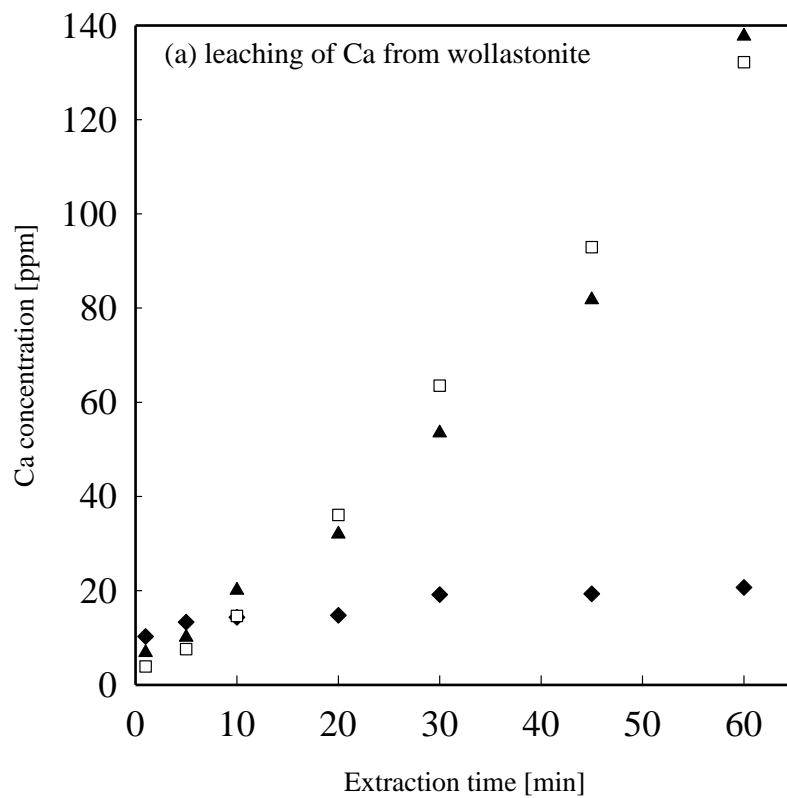 (a) leaching of Ca from wollastonite
140
120
100
80
60
40
20
0
Ca concentration [ppm]
0 10 20 30 40 50 60
Extraction time [min]